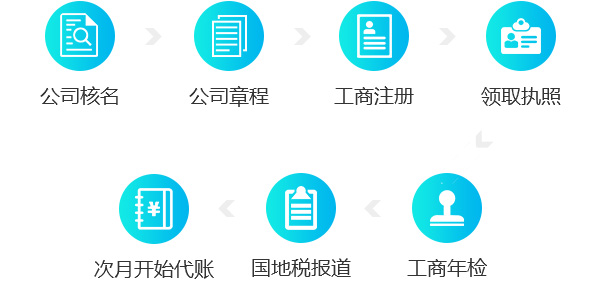 公司核名
公司章程
工商注册
领取执照
次月开始代账
国地税报道
工商年检